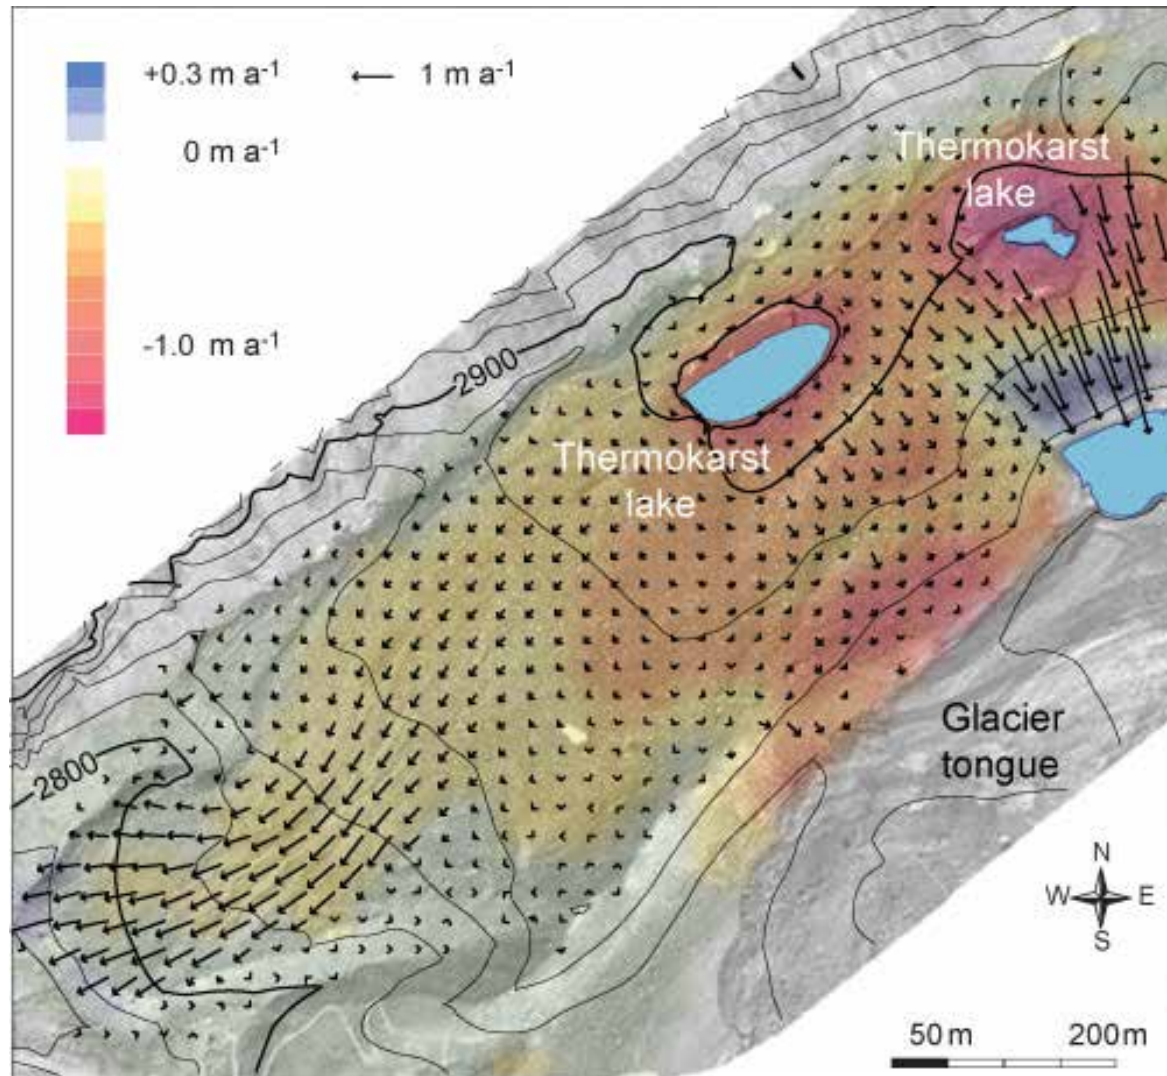 +0.3 m a-1
1 m a-1
0 m a-1
-1.0 m a-1
Thermokarst
lake
2900
Thermokarst
lake
2800
Glacier
tongue
N
W E
S
50 m 200 m